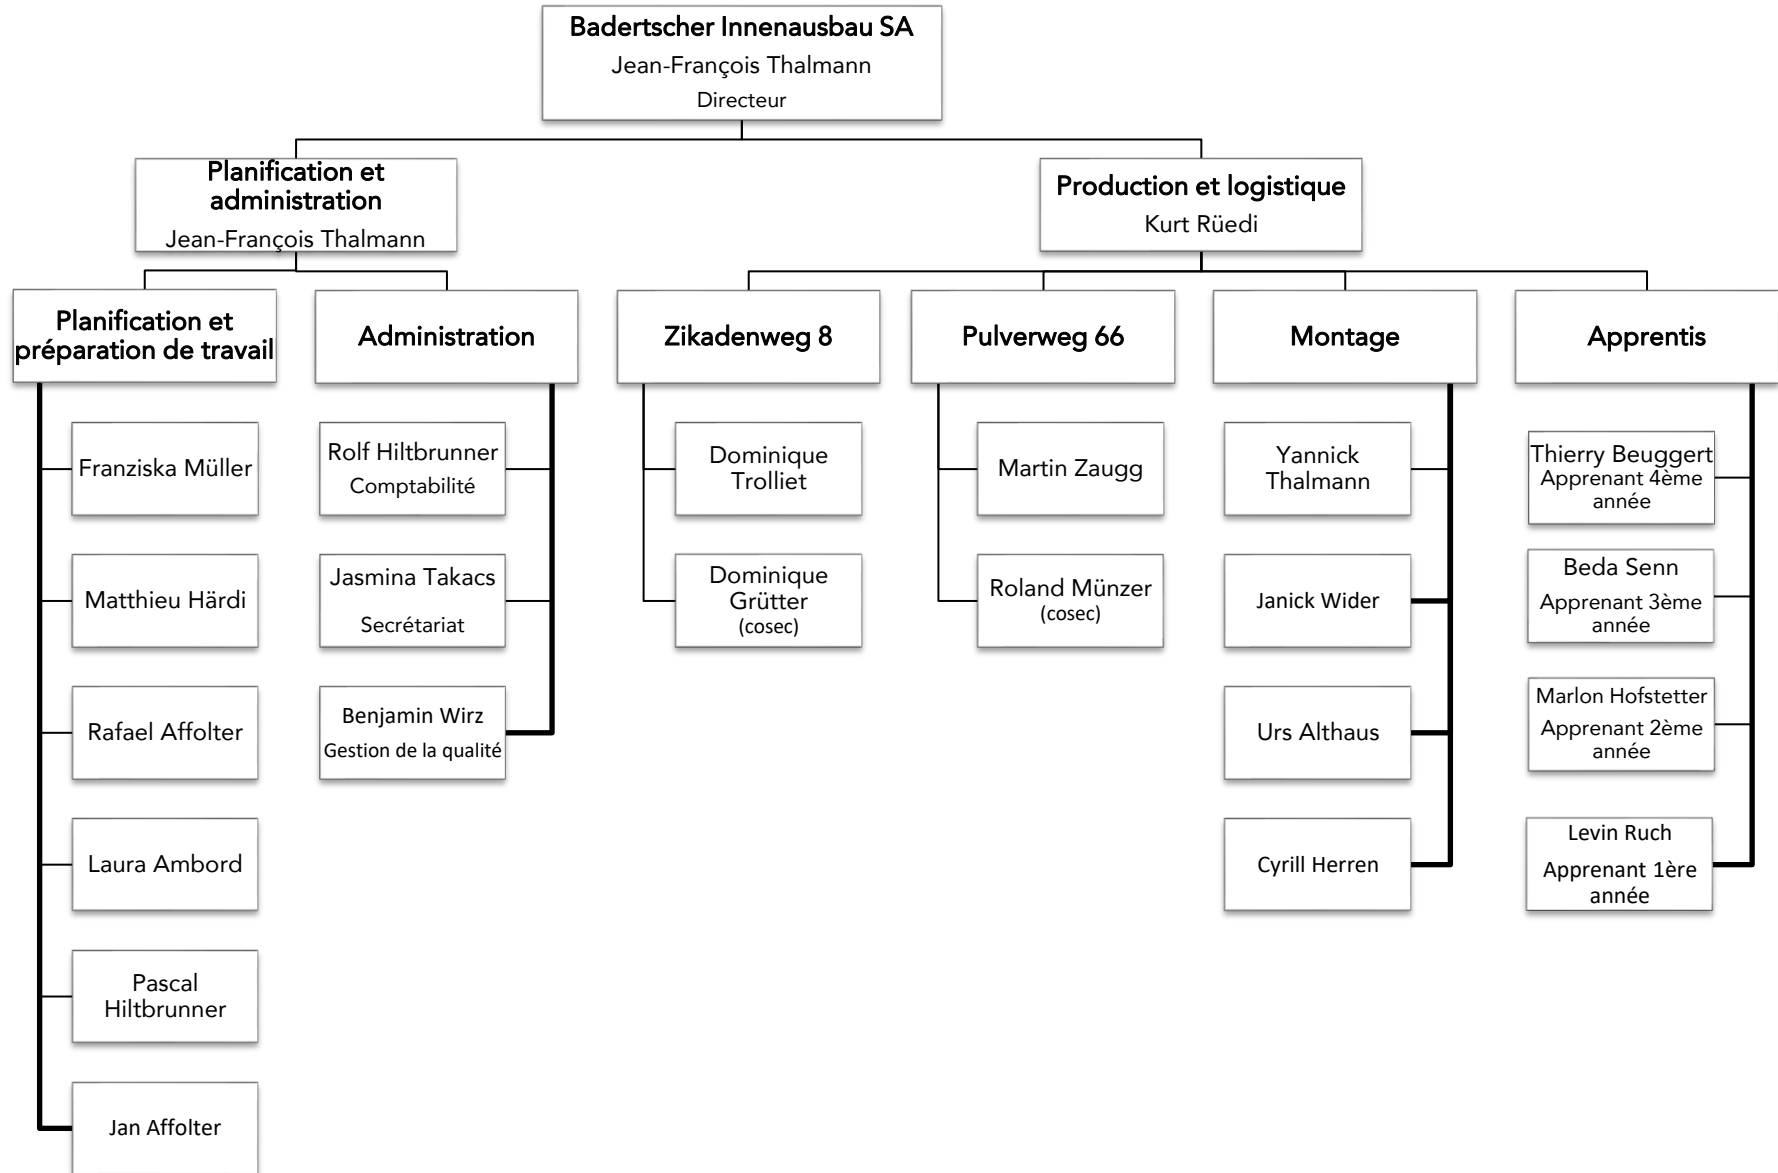 Badertscher Innenausbau SA
Jean-François Thalmann
Directeur
Planification et
administration
Jean-François Thalmann
Production et logistique
Kurt Rüedi
Planification et
préparation de travail
Administration
Zikadenweg 8
Pulverweg 66
Montage
Apprentis
Franziska Müller
Matthieu Härdi
Rafael Affolter
Laura Ambord
Pascal
Hiltbrunner
Jan Affolter
Rolf Hiltbrunner
Comptabilité
Jasmina Takacs
Secrétariat
Benjamin Wirz
Gestion de la qualité
Dominique
Trolliet
Dominique
Grütter
(cosec)
Martin Zaugg
Roland Münzer
(cosec)
Yannick
Thalmann
Janick Wider
Urs Althaus
Cyrill Herren
Thierry Beuggert
Apprenant 4ème
année
Beda Senn
Apprenant 3ème
année
Marlon Hofstetter
Apprenant 2ème
année
Levin Ruch
Apprenant 1ère
année